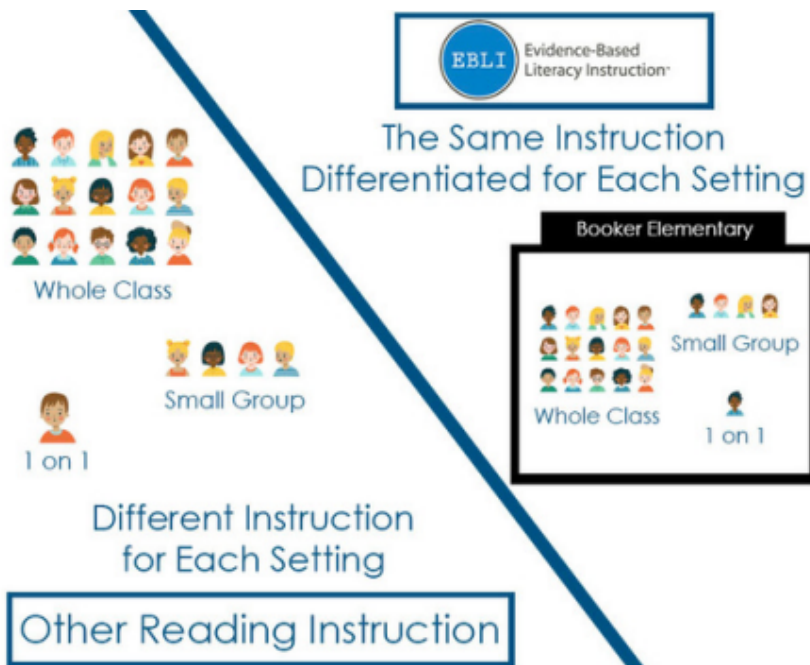 EBLI
Evidence-Based
Literacy Instruction™
The Same Instruction
Differentiated for Each Setting
Booker Elementary
Whole Class
Small Group
1 on 1
Whole Class
Small Group
1 on 1
Different Instruction
for Each Setting
Other Reading Instruction